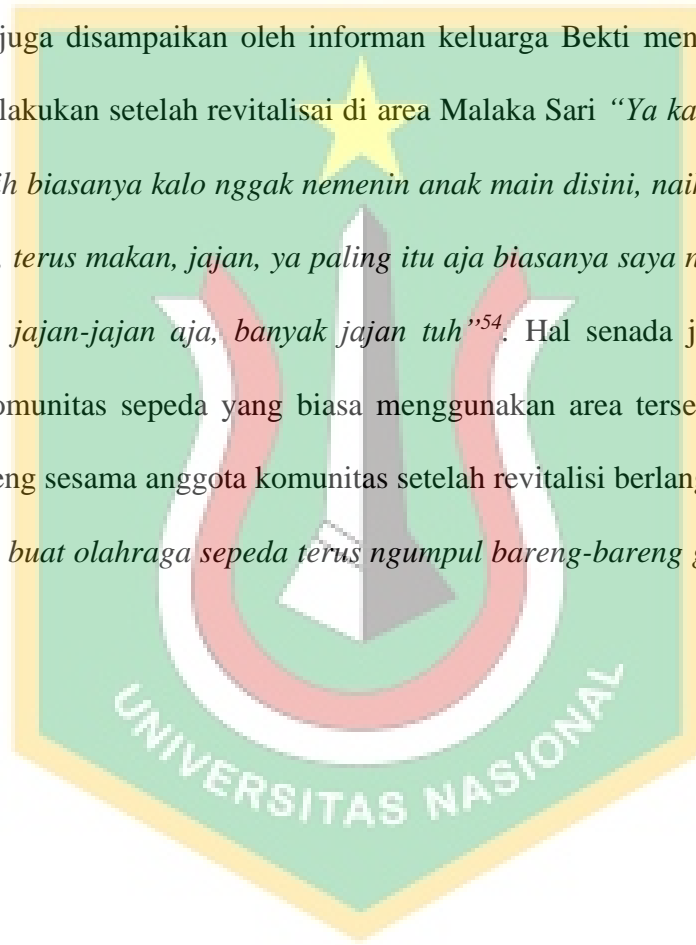 juga disampaikan oleh informan keluarga Bekti men
lakukan setelah revitalisai di area Malaka Sari “Ya ka
ih biasanya kalo nggak nemenin anak main disini, naik
, terus makan, jajan, ya paling itu aja biasanya saya n
jajan-jajan aja, banyak jajan tuh”54. Hal senada j
omunitas sepeda yang biasa menggunakan area terse
eng sesama anggota komunitas setelah revitalisi berlang
buat olahraga sepeda terus ngumpul bareng-bareng g
UNIVERSITAS NASIONAL